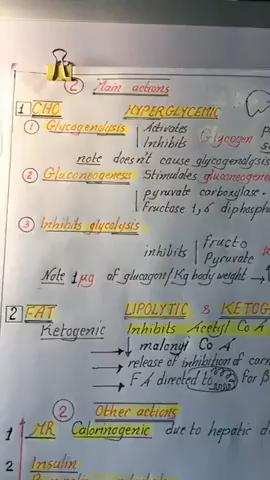 2 Main actions
1 CHO HYPERGLYCEMIC
1 Glycogenolysis Activates
Inhibits Glycogen
note doesn't cause glycogenolysis
2 Gluconeogenesis Stimulates gluconeogene
pyruvate carboxylase.
Fructase 1,6 diphosph
3 Inhibits glycolysis
inhibits Fructo
Pyruvate
Note 1 μg of glucagon/Kg body weight →
2 FAT LIPOLYTIC & KETOG
Ketogenic Inhibits Acetyl Co A
→ ↓ malonyl Co A
→ release of inhibition of carn
→ FA directed to for β
2 Other actions
1 MR Calorinogenic due to hepatic d
2 Insulin